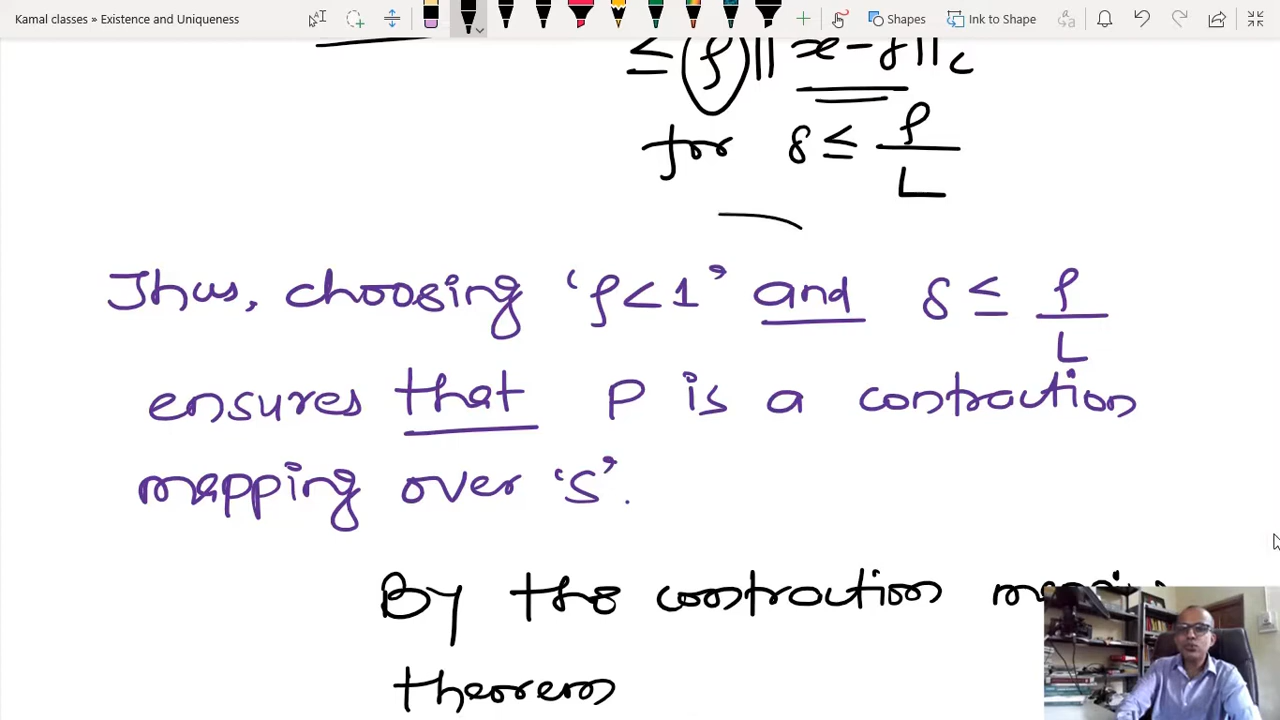 Kamal classes » Existence and Uniqueness
Shapes
Ink to Shape
≤ (ρ) || x - y ||c
for δ ≤ ρ/L
Thus, choosing 'ρ < 1' and δ ≤ ρ/L
ensures that P is a contraction
mapping over 'S'.
By the contraction
theorem